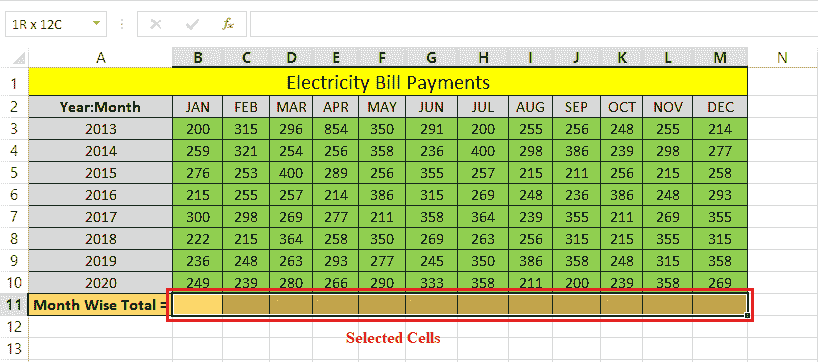 1R x 12C
A B C D E F G H I J K L M N
1 Electricity Bill Payments
2 Year:Month JAN FEB MAR APR MAY JUN JUL AUG SEP OCT NOV DEC
3 2013 200 315 296 854 350 291 200 255 256 248 255 214
4 2014 259 321 254 256 358 236 400 298 386 239 298 277
5 2015 276 253 400 289 256 355 257 215 211 256 215 258
6 2016 215 255 257 214 386 315 269 248 236 386 248 293
7 2017 300 298 269 277 211 358 364 239 355 211 269 355
8 2018 222 215 364 258 350 269 263 256 315 215 355 315
9 2019 236 248 263 293 277 245 350 386 358 248 315 358
10 2020 249 239 280 266 290 333 358 211 200 239 358 269
11 Month Wise Total =
12
Selected Cells
13